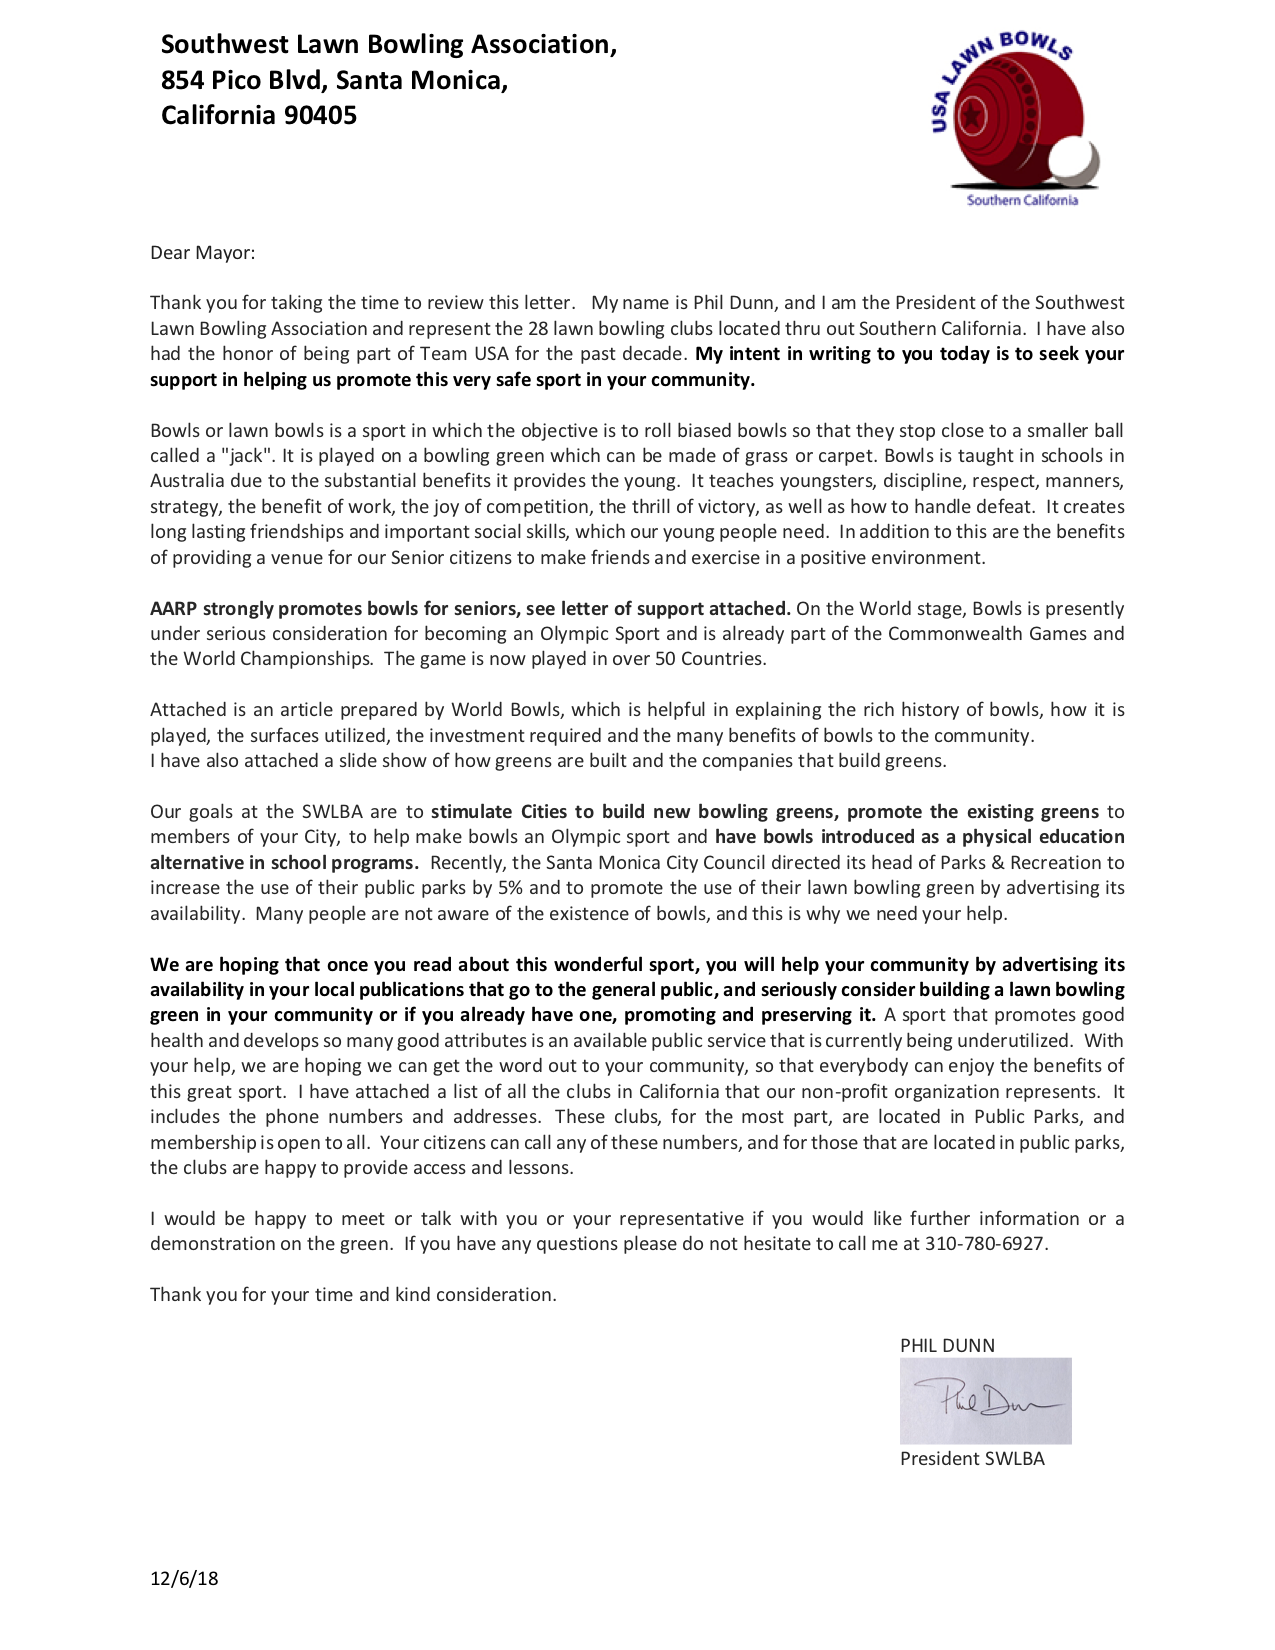 Southwest Lawn Bowling Association,
854 Pico Blvd, Santa Monica,
California 90405
USA LAWN BOWLS
Southern California
Dear Mayor:
Thank you for taking the time to review this letter. My name is Phil Dunn, and I am the President of the Southwest
Lawn Bowling Association and represent the 28 lawn bowling clubs located thru out Southern California. I have also
had the honor of being part of Team USA for the past decade. My intent in writing to you today is to seek your
support in helping us promote this very safe sport in your community.
Bowls or lawn bowls is a sport in which the objective is to roll biased bowls so that they stop close to a smaller ball
called a "jack". It is played on a bowling green which can be made of grass or carpet. Bowls is taught in schools in
Australia due to the substantial benefits it provides the young. It teaches youngsters, discipline, respect, manners,
strategy, the benefit of work, the joy of competition, the thrill of victory, as well as how to handle defeat. It creates
long lasting friendships and important social skills, which our young people need. In addition to this are the benefits
of providing a venue for our Senior citizens to make friends and exercise in a positive environment.
AARP strongly promotes bowls for seniors, see letter of support attached. On the World stage, Bowls is presently
under serious consideration for becoming an Olympic Sport and is already part of the Commonwealth Games and
the World Championships. The game is now played in over 50 Countries.
Attached is an article prepared by World Bowls, which is helpful in explaining the rich history of bowls, how it is
played, the surfaces utilized, the investment required and the many benefits of bowls to the community.
I have also attached a slide show of how greens are built and the companies that build greens.
Our goals at the SWLBA are to stimulate Cities to build new bowling greens, promote the existing greens to
members of your City, to help make bowls an Olympic sport and have bowls introduced as a physical education
alternative in school programs. Recently, the Santa Monica City Council directed its head of Parks & Recreation to
increase the use of their public parks by 5% and to promote the use of their lawn bowling green by advertising its
availability. Many people are not aware of the existence of bowls, and this is why we need your help.
We are hoping that once you read about this wonderful sport, you will help your community by advertising its
availability in your local publications that go to the general public, and seriously consider building a lawn bowling
green in your community or if you already have one, promoting and preserving it. A sport that promotes good
health and develops so many good attributes is an available public service that is currently being underutilized. With
your help, we are hoping we can get the word out to your community, so that everybody can enjoy the benefits of
this great sport. I have attached a list of all the clubs in California that our non-profit organization represents. It
includes the phone numbers and addresses. These clubs, for the most part, are located in Public Parks, and
membership is open to all. Your citizens can call any of these numbers, and for those that are located in public parks,
the clubs are happy to provide access and lessons.
I would be happy to meet or talk with you or your representative if you would like further information or a
demonstration on the green. If you have any questions please do not hesitate to call me at 310-780-6927.
Thank you for your time and kind consideration.
PHIL DUNN
Phil Dunn
President SWLBA
12/6/18